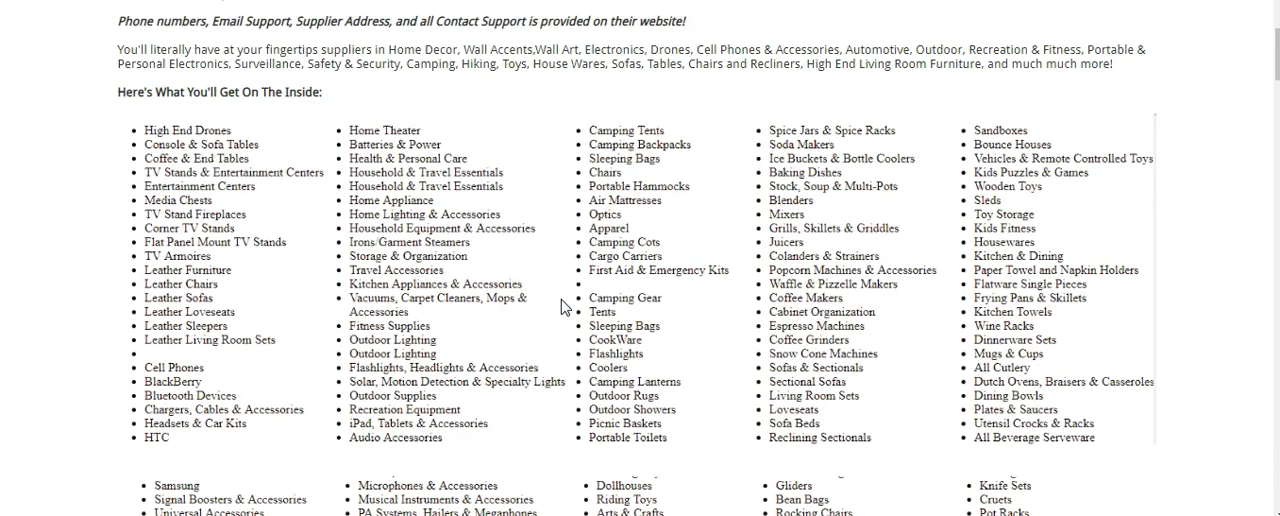 Phone numbers, Email Support, Supplier Address, and all Contact Support is provided on their website!
You'll literally have at your fingertips suppliers in Home Decor, Wall Accents,Wall Art, Electronics, Drones, Cell Phones & Accessories, Automotive, Outdoor, Recreation & Fitness, Portable &
Personal Electronics, Surveillance, Safety & Security, Camping, Hiking, Toys, House Wares, Sofas, Tables, Chairs and Recliners, High End Living Room Furniture, and much much more!
Here's What You'll Get On The Inside:
High End Drones
Console & Sofa Tables
Coffee & End Tables
TV Stands & Entertainment Centers
Entertainment Centers
Media Chests
TV Stand Fireplaces
Corner TV Stands
Flat Panel Mount TV Stands
TV Armoires
Leather Furniture
Leather Chairs
Leather Sofas
Leather Loveseats
Leather Sleepers
Leather Living Room Sets
Cell Phones
BlackBerry
Bluetooth Devices
Chargers, Cables & Accessories
Headsets & Car Kits
HTC
Home Theater
Batteries & Power
Health & Personal Care
Household & Travel Essentials
Household & Travel Essentials
Home Appliance
Home Lighting & Accessories
Household Equipment & Accessories
Irons/Garment Steamers
Storage & Organization
Travel Accessories
Kitchen Appliances & Accessories
Vacuums, Carpet Cleaners, Mops &
Accessories
Fitness Supplies
Outdoor Lighting
Outdoor Lighting
Flashlights, Headlights & Accessories
Solar, Motion Detection & Specialty Lights
Outdoor Supplies
Recreation Equipment
iPad, Tablets & Accessories
Audio Accessories
Camping Tents
Camping Backpacks
Sleeping Bags
Chairs
Portable Hammocks
Air Mattresses
Optics
Apparel
Camping Cots
Cargo Carriers
First Aid & Emergency Kits
Camping Gear
Tents
Sleeping Bags
CookWare
Flashlights
Coolers
Camping Lanterns
Outdoor Rugs
Outdoor Showers
Picnic Baskets
Portable Toilets
Spice Jars & Spice Racks
Soda Makers
Ice Buckets & Bottle Coolers
Baking Dishes
Stock, Soup & Multi-Pots
Blenders
Mixers
Grills, Skillets & Griddles
Juicers
Colanders & Strainers
Popcorn Machines & Accessories
Waffle & Pizzelle Makers
Coffee Makers
Cabinet Organization
Espresso Machines
Coffee Grinders
Snow Cone Machines
Sofas & Sectionals
Sectional Sofas
Living Room Sets
Loveseats
Sofa Beds
Reclining Sectionals
Sandboxes
Bounce Houses
Vehicles & Remote Controlled Toys
Kids Puzzles & Games
Wooden Toys
Sleds
Toy Storage
Kids Fitness
Housewares
Kitchen & Dining
Paper Towel and Napkin Holders
Flatware Single Pieces
Frying Pans & Skillets
Kitchen Towels
Wine Racks
Dinnerware Sets
Mugs & Cups
All Cutlery
Dutch Ovens, Braisers & Casseroles
Dining Bowls
Plates & Saucers
Utensil Crocks & Racks
All Beverage Serveware
Samsung
Signal Boosters & Accessories
Universal Accessories
Microphones & Accessories
Musical Instruments & Accessories
PA Systems, Hailers & Megaphones
Dollhouses
Riding Toys
Arts & Crafts
Gliders
Bean Bags
Rocking Chairs
Knife Sets
Cruets
Pot Racks